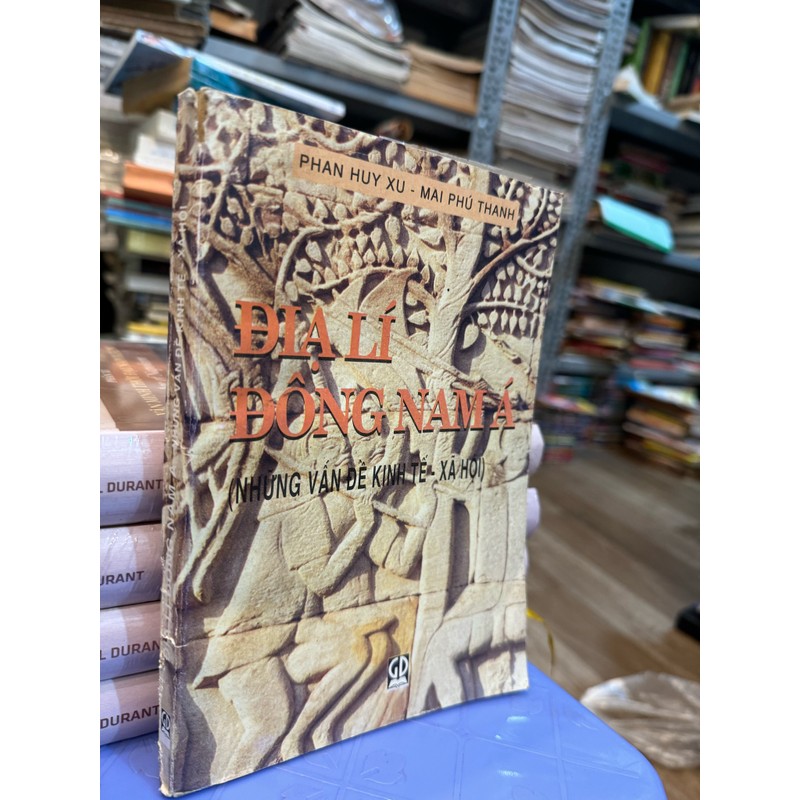 PHAN HUY XU - MAI PHÚ THANH
ĐỊA LÍ
ĐÔNG NAM Á
(NHỮNG VẤN ĐỀ KINH TẾ - XÃ HỘI)
GD
DURANT
DURANT
DURANT
DURANT